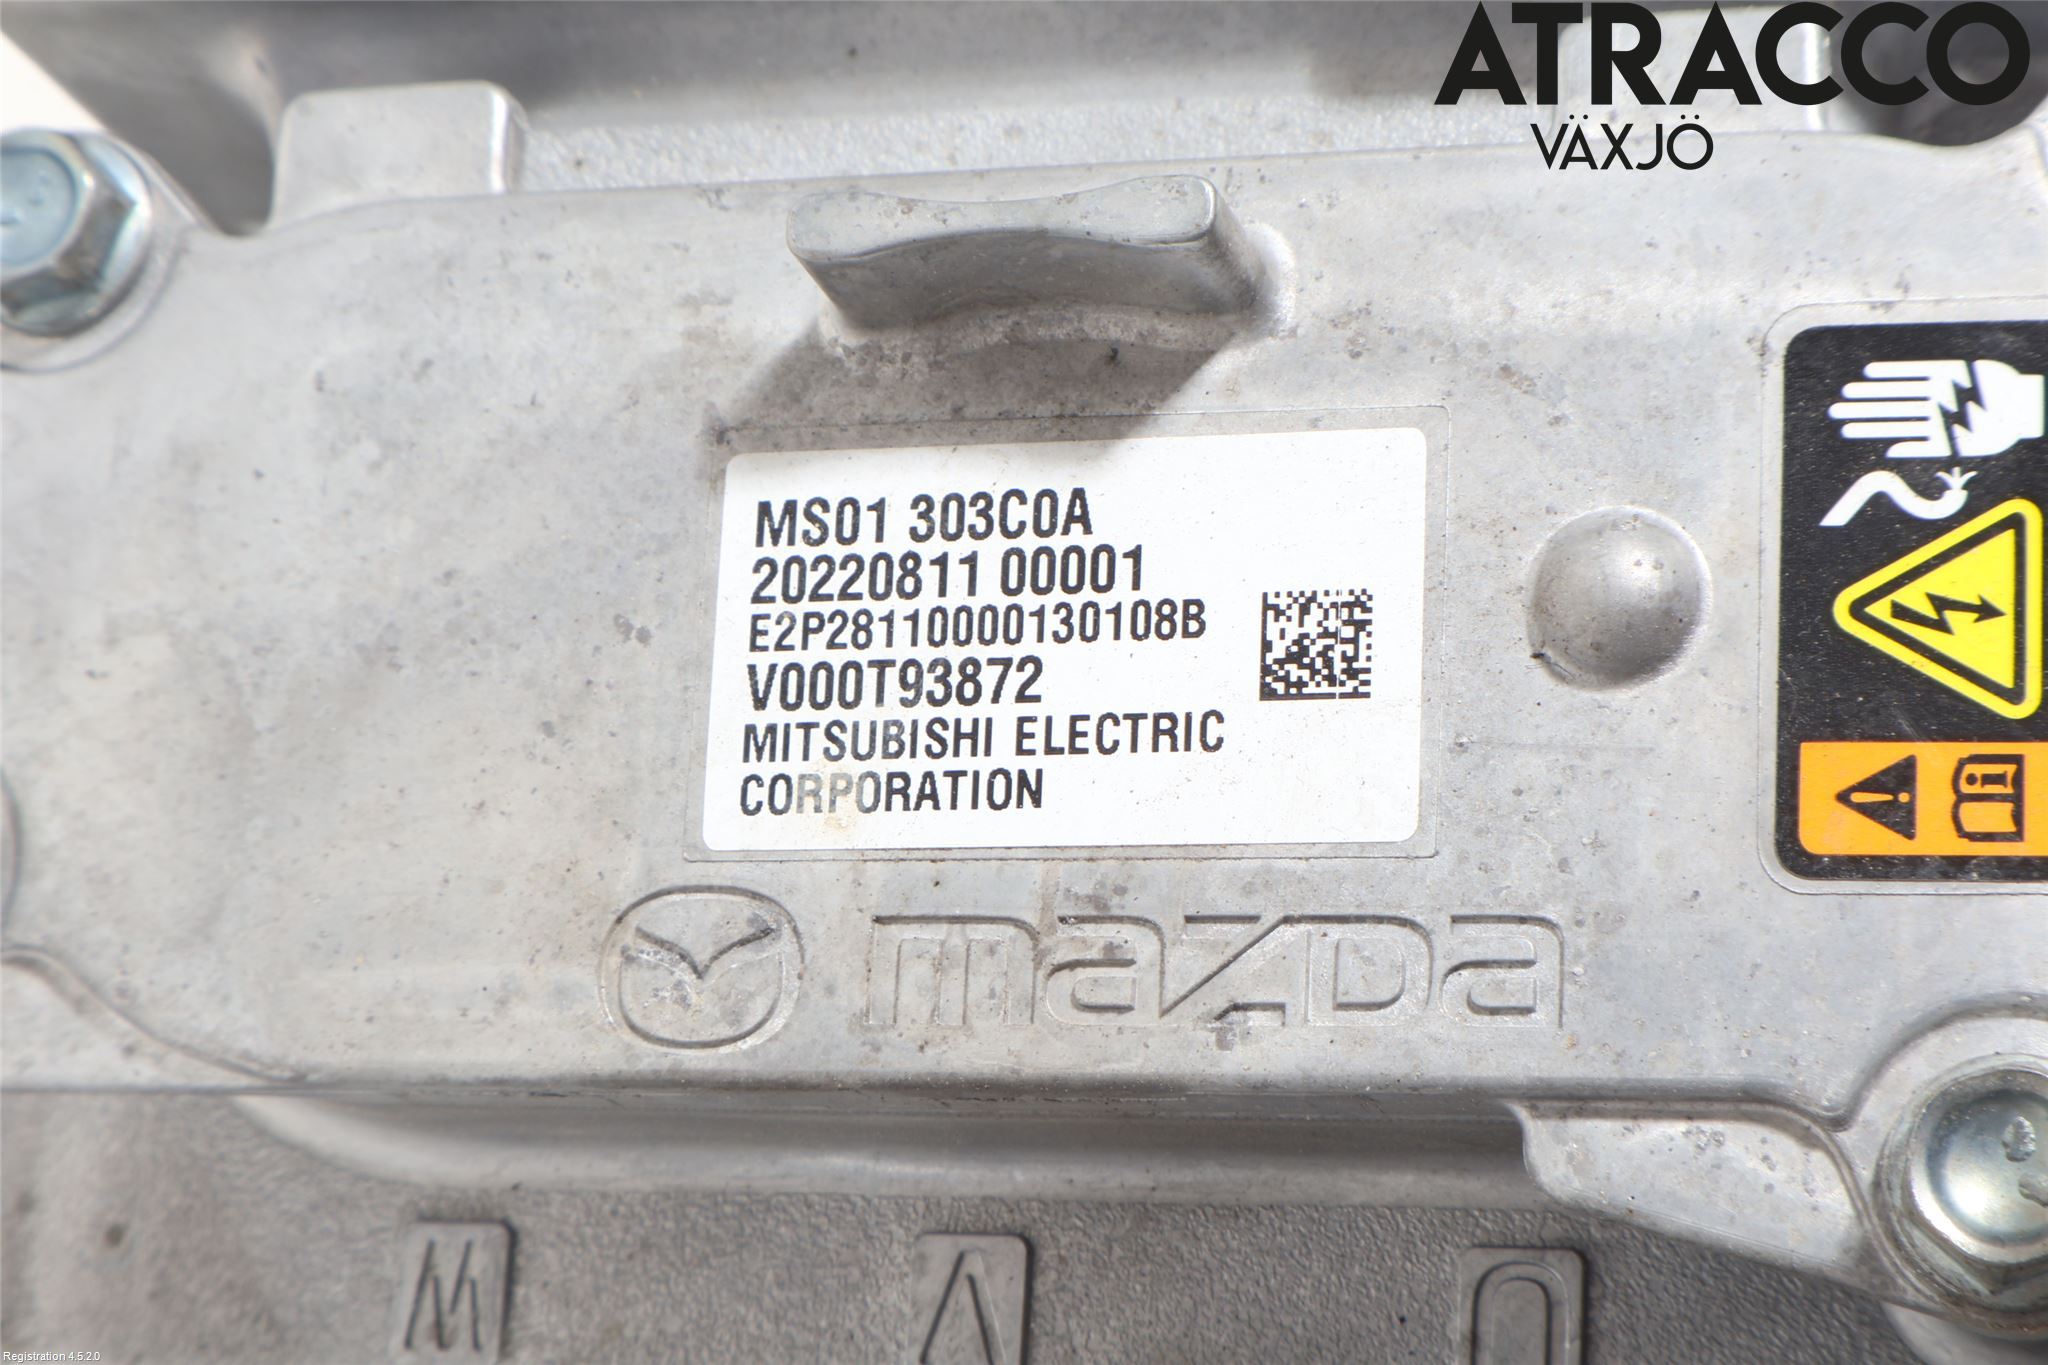 ATRACCO
VÄXJÖ
MS01 303C0A
20220811 00001
E2P28110000130108B
V000T93872
MITSUBISHI ELECTRIC
CORPORATION
mazda
W V U
Registration 4.5.2.0